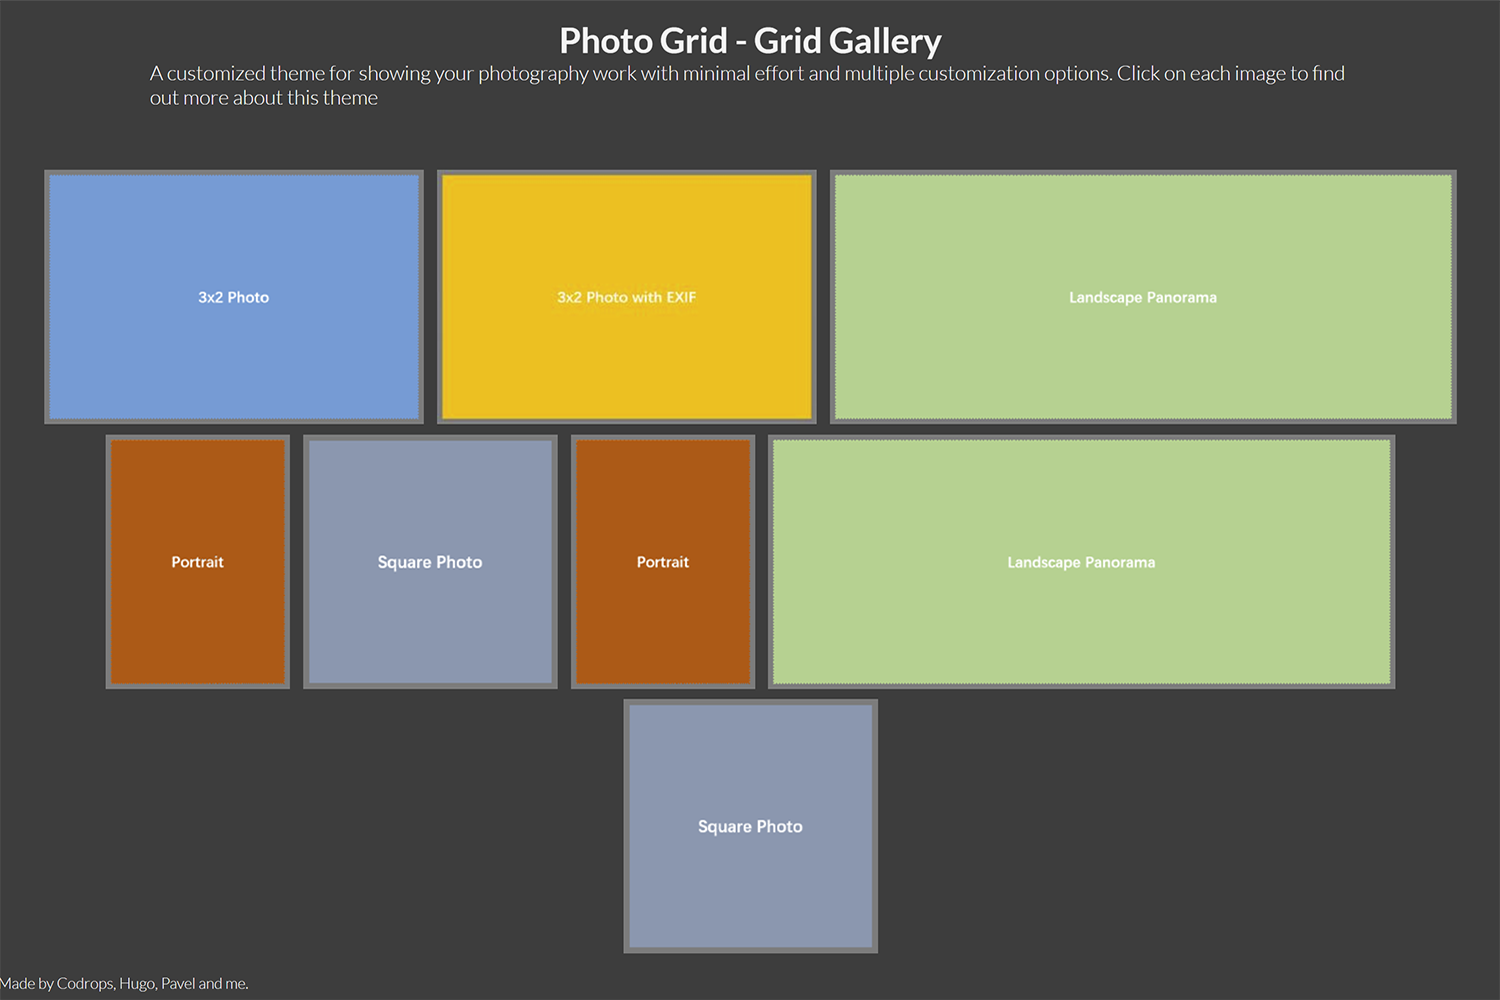 Photo Grid - Grid Gallery
A customized theme for showing your photography work with minimal effort and multiple customization options. Click on each image to find
out more about this theme
3x2 Photo
3x2 Photo with EXIF
Landscape Panorama
Portrait
Square Photo
Portrait
Landscape Panorama
Square Photo
Made by Codrops, Hugo, Pavel and me.